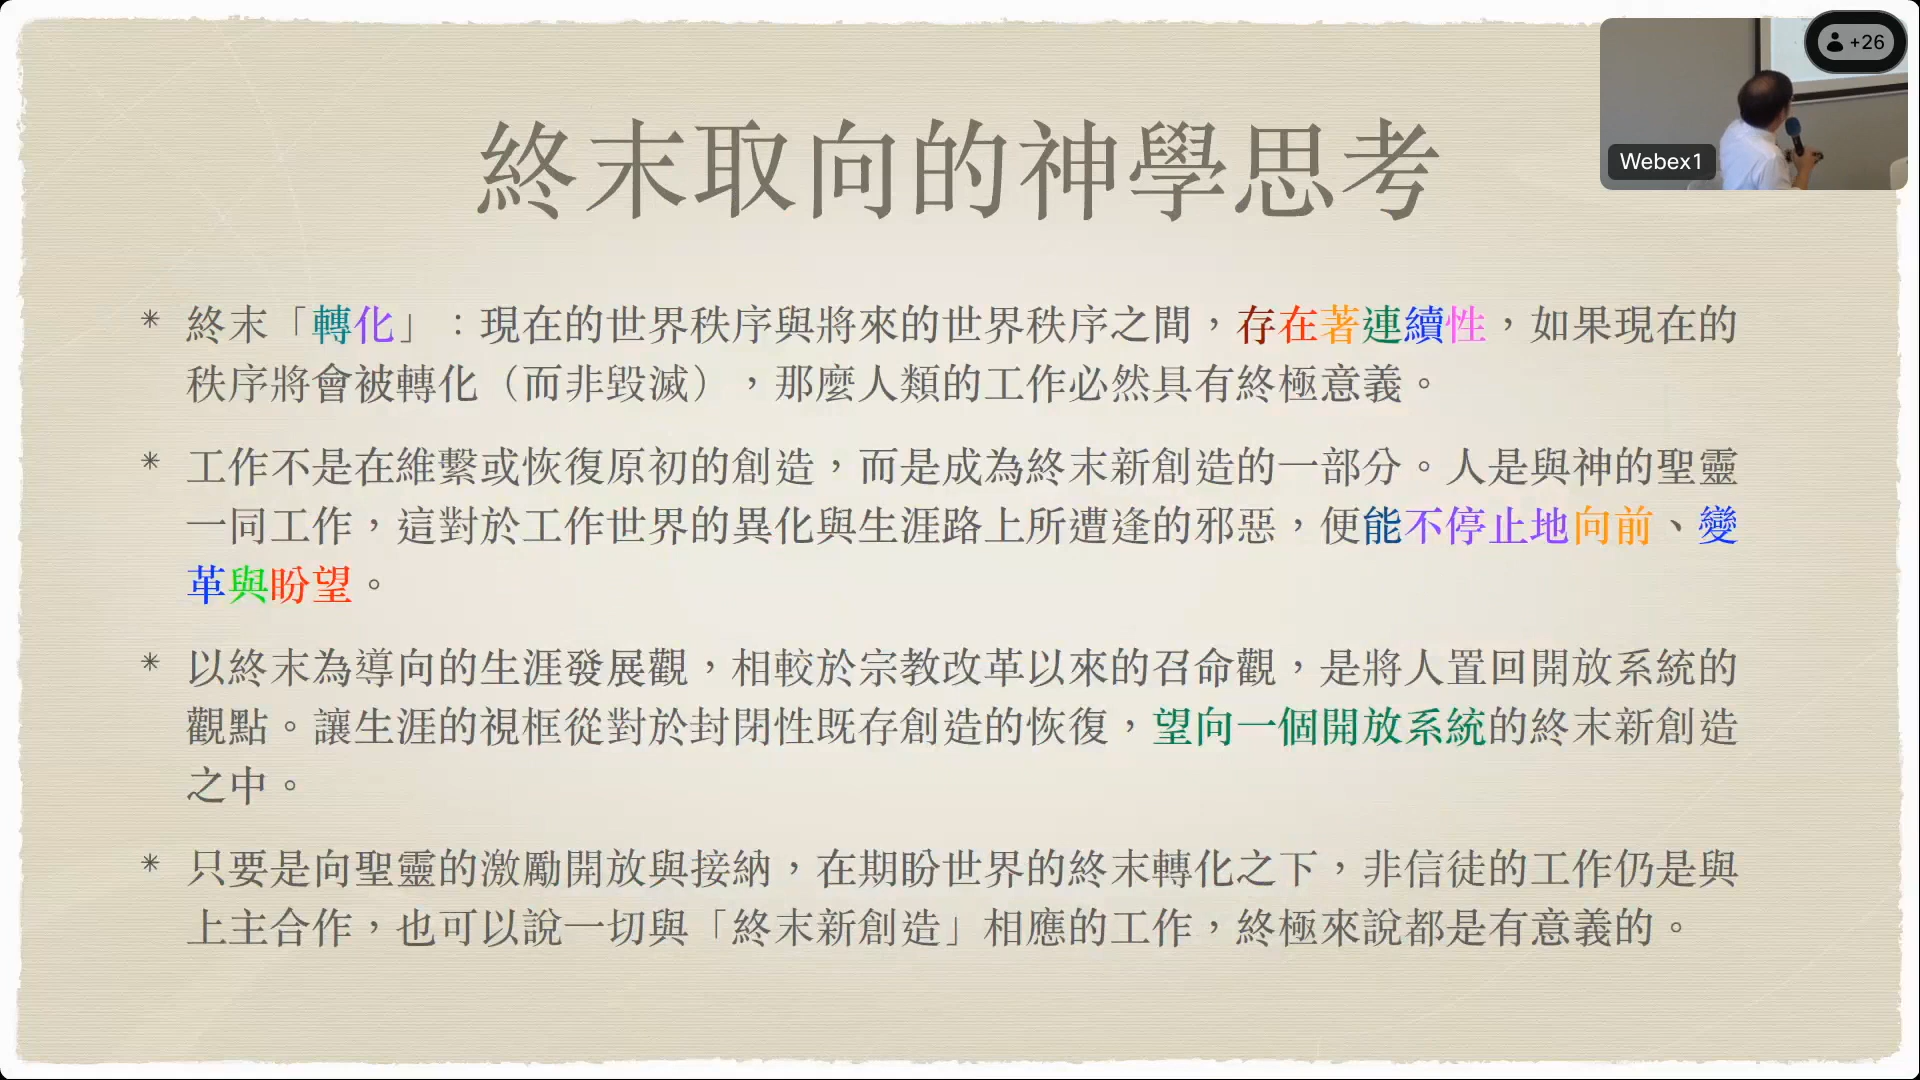 +26
Webex1
終末取向的神學思考
* 終末「轉化」：現在的世界秩序與將來的世界秩序之間，存在著連續性，如果現在的
秩序將會被轉化（而非毀滅），那麼人類的工作必然具有終極意義。
* 工作不是在維繫或恢復原初的創造，而是成為終末新創造的一部分。人是與神的聖靈
一同工作，這對於工作世界的異化與生涯路上所遭逢的邪惡，便能不停止地向前、變
革與盼望。
* 以終末為導向的生涯發展觀，相較於宗教改革以來的召命觀，是將人置回開放系統的
觀點。讓生涯的視框從對於封閉性既存創造的恢復，望向一個開放系統的終末新創造
之中。
* 只要是向聖靈的激勵開放與接納，在期盼世界的終末轉化之下，非信徒的工作仍是與
上主合作，也可以說一切與「終末新創造」相應的工作，終極來說都是有意義的。